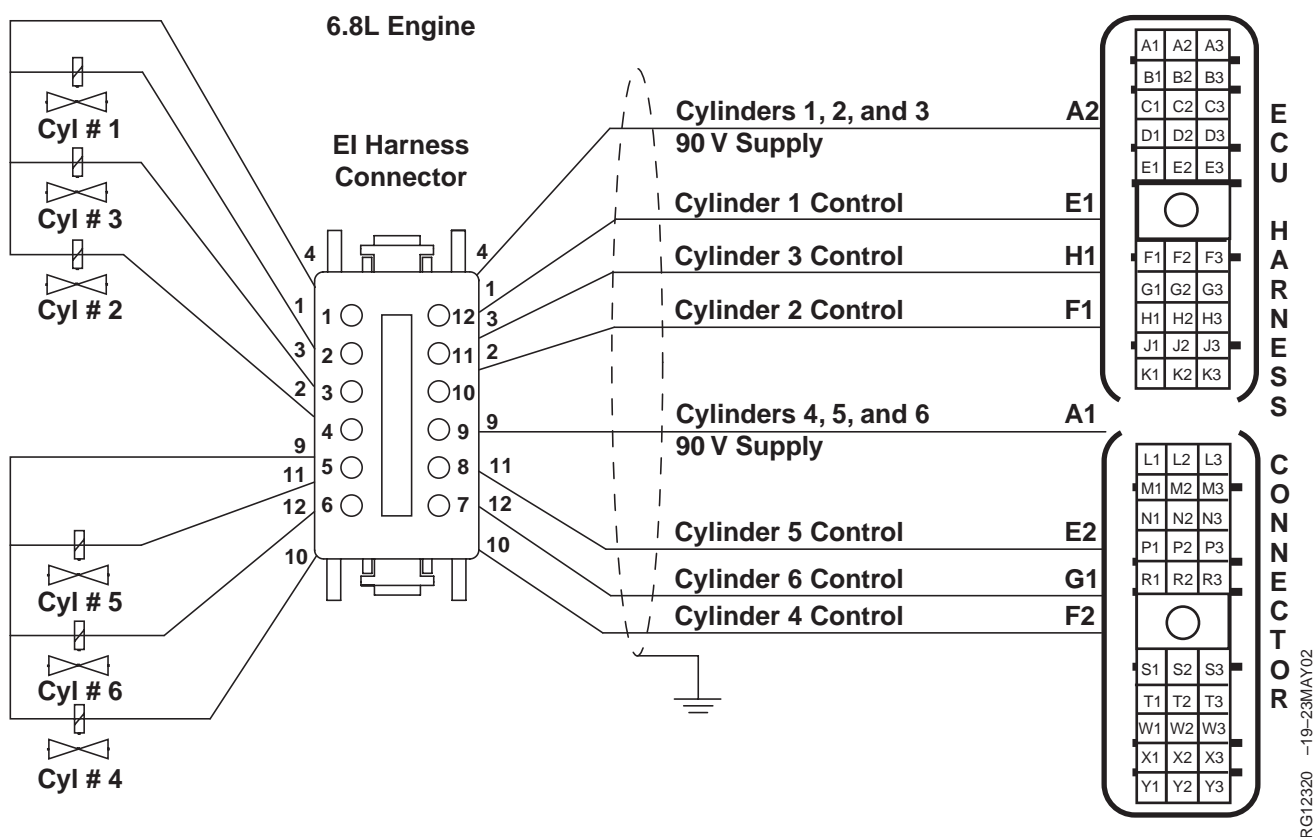 6.8L Engine
EI Harness
Connector
Cyl # 1
Cyl # 3
Cyl # 2
Cyl # 5
Cyl # 6
Cyl # 4
4
1
3
2
9
11
12
10
1
2
3
4
5
6
12
11
10
9
8
7
4
1
3
2
9
11
12
10
Cylinders 1, 2, and 3 A2
90 V Supply
Cylinder 1 Control E1
Cylinder 3 Control H1
Cylinder 2 Control F1
Cylinders 4, 5, and 6 A1
90 V Supply
Cylinder 5 Control E2
Cylinder 6 Control G1
Cylinder 4 Control F2
A1 A2 A3
B1 B2 B3
C1 C2 C3
D1 D2 D3
E1 E2 E3
F1 F2 F3
G1 G2 G3
H1 H2 H3
J1 J2 J3
K1 K2 K3
L1 L2 L3
M1 M2 M3
N1 N2 N3
P1 P2 P3
R1 R2 R3
S1 S2 S3
T1 T2 T3
W1 W2 W3
X1 X2 X3
Y1 Y2 Y3
ECU HARNESS CONNECTOR
RG12320 –19–23MAY02